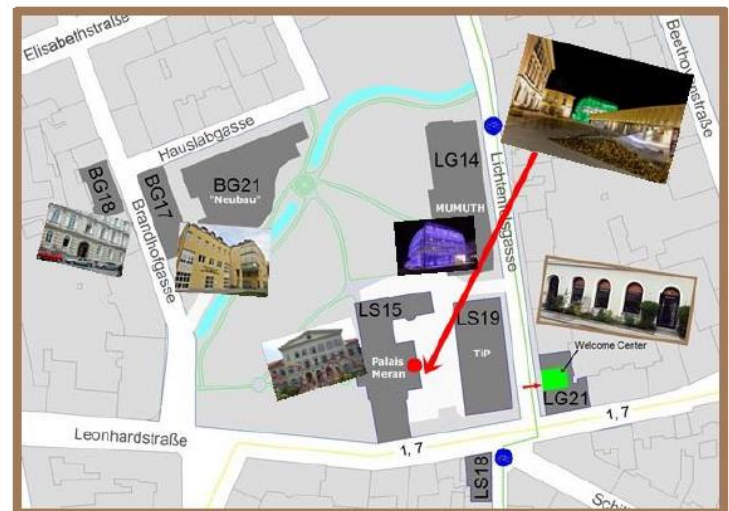 Elisabethstraße
Beethovenstraße
Hauslabgasse
LG14
BG18
BG17
BG21
"Neubau"
Lichtenfelsgasse
Brandhofgasse
MUMUTH
LS15
LS19
Palais
Meran
TiP
Welcome Center
LG21
1, 7
Leonhardstraße
1, 7
LS18